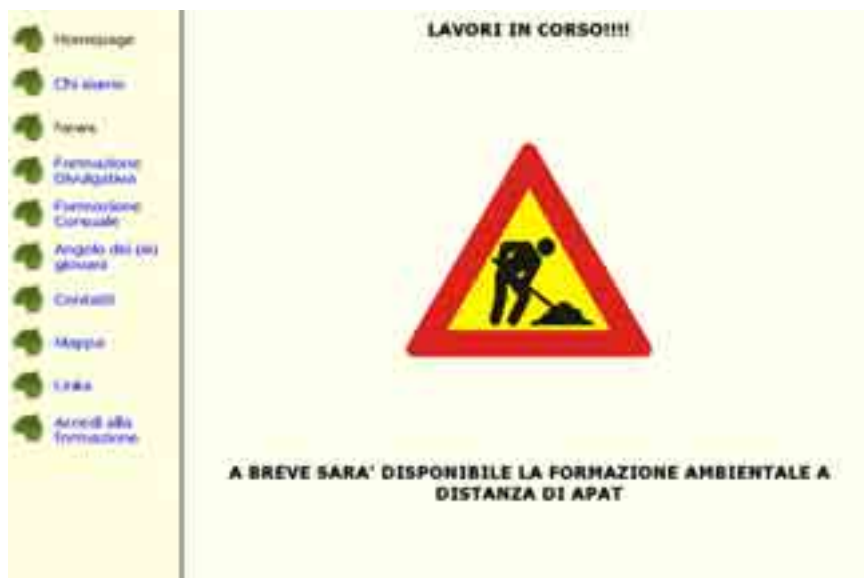 LAVORI IN CORSO!!!!
Homepage
Chi siamo
News
Formazione
Divulgativa
Formazione
Angolo dei più
giovani
Contatti
Mappa
Links
Accedi alla
formazione
A BREVE SARA' DISPONIBILE LA FORMAZIONE AMBIENTALE A
DISTANZA DI APAT